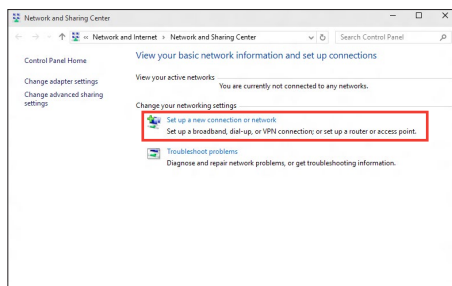 Network and Sharing Center
« Network and Internet › Network and Sharing Center
Search Control Panel
Control Panel Home
Change adapter settings
Change advanced sharing
settings
View your basic network information and set up connections
View your active networks
You are currently not connected to any networks.
Change your networking settings
Set up a new connection or network
Set up a broadband, dial-up, or VPN connection; or set up a router or access point.
Troubleshoot problems
Diagnose and repair network problems, or get troubleshooting information.